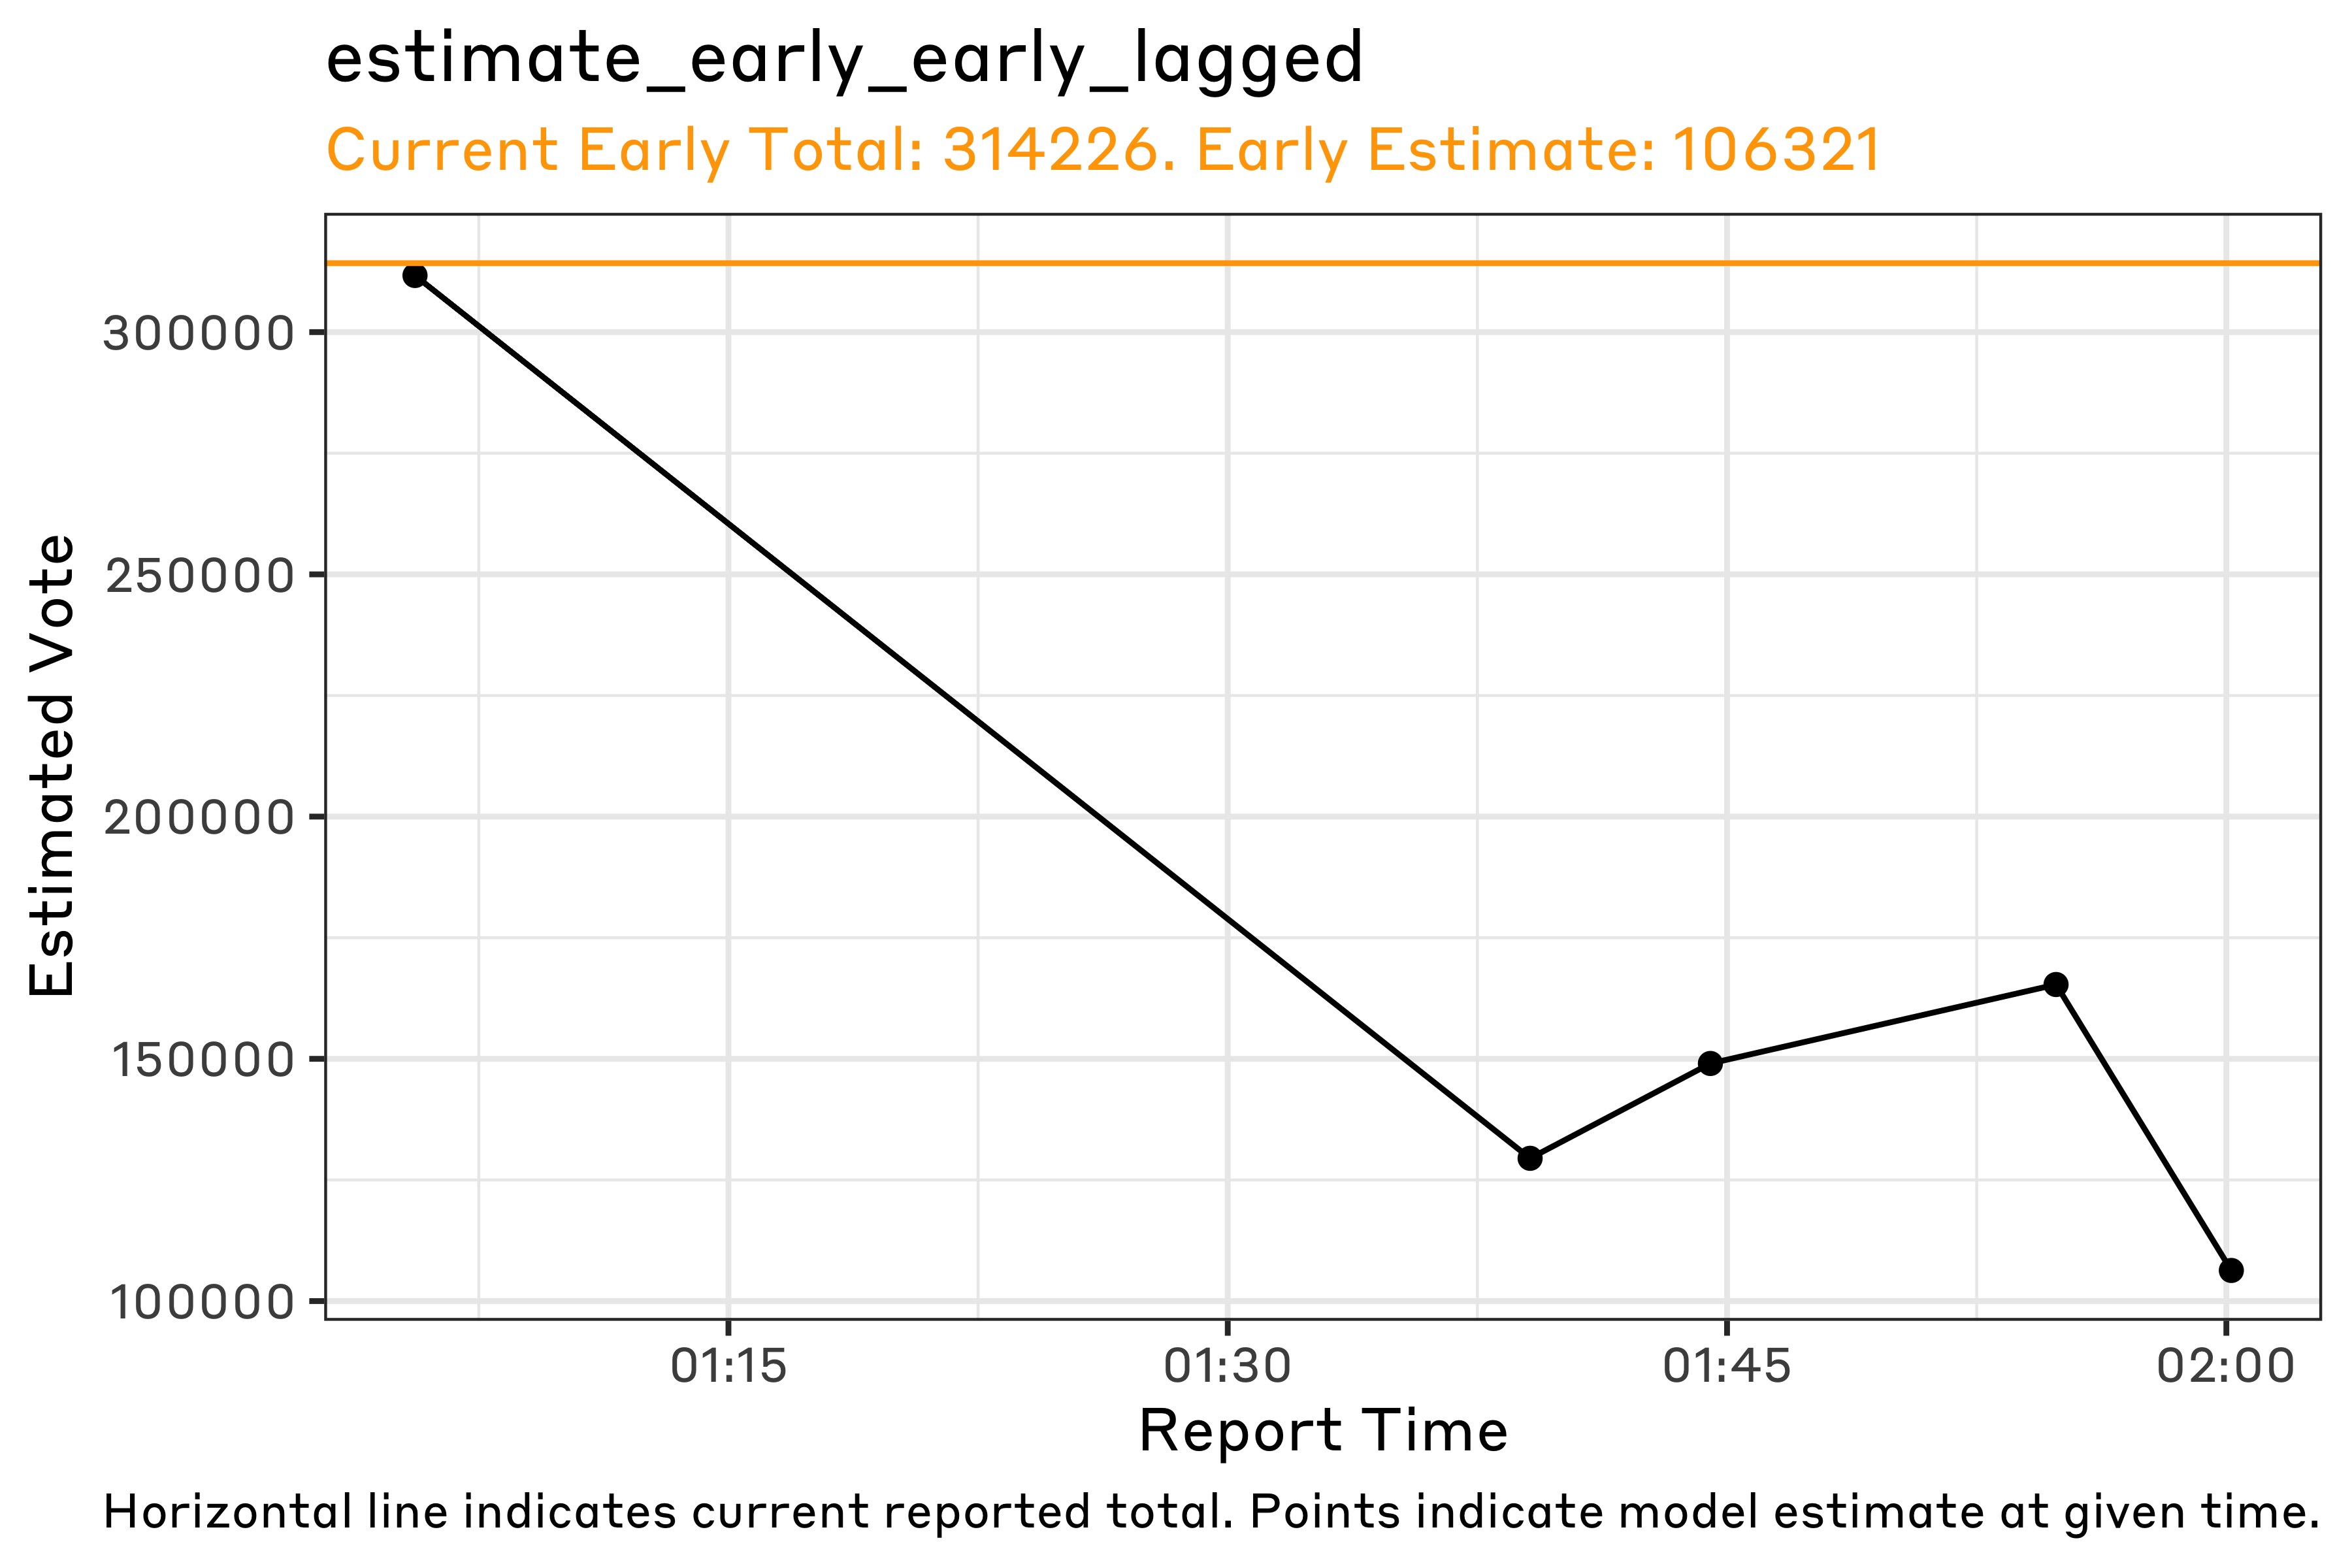 estimate_early_early_lagged
Current Early Total: 314226. Early Estimate: 106321
Estimated Vote
300000
250000
200000
150000
100000
01:15
01:30
01:45
02:00
Report Time
Horizontal line indicates current reported total. Points indicate model estimate at given time.